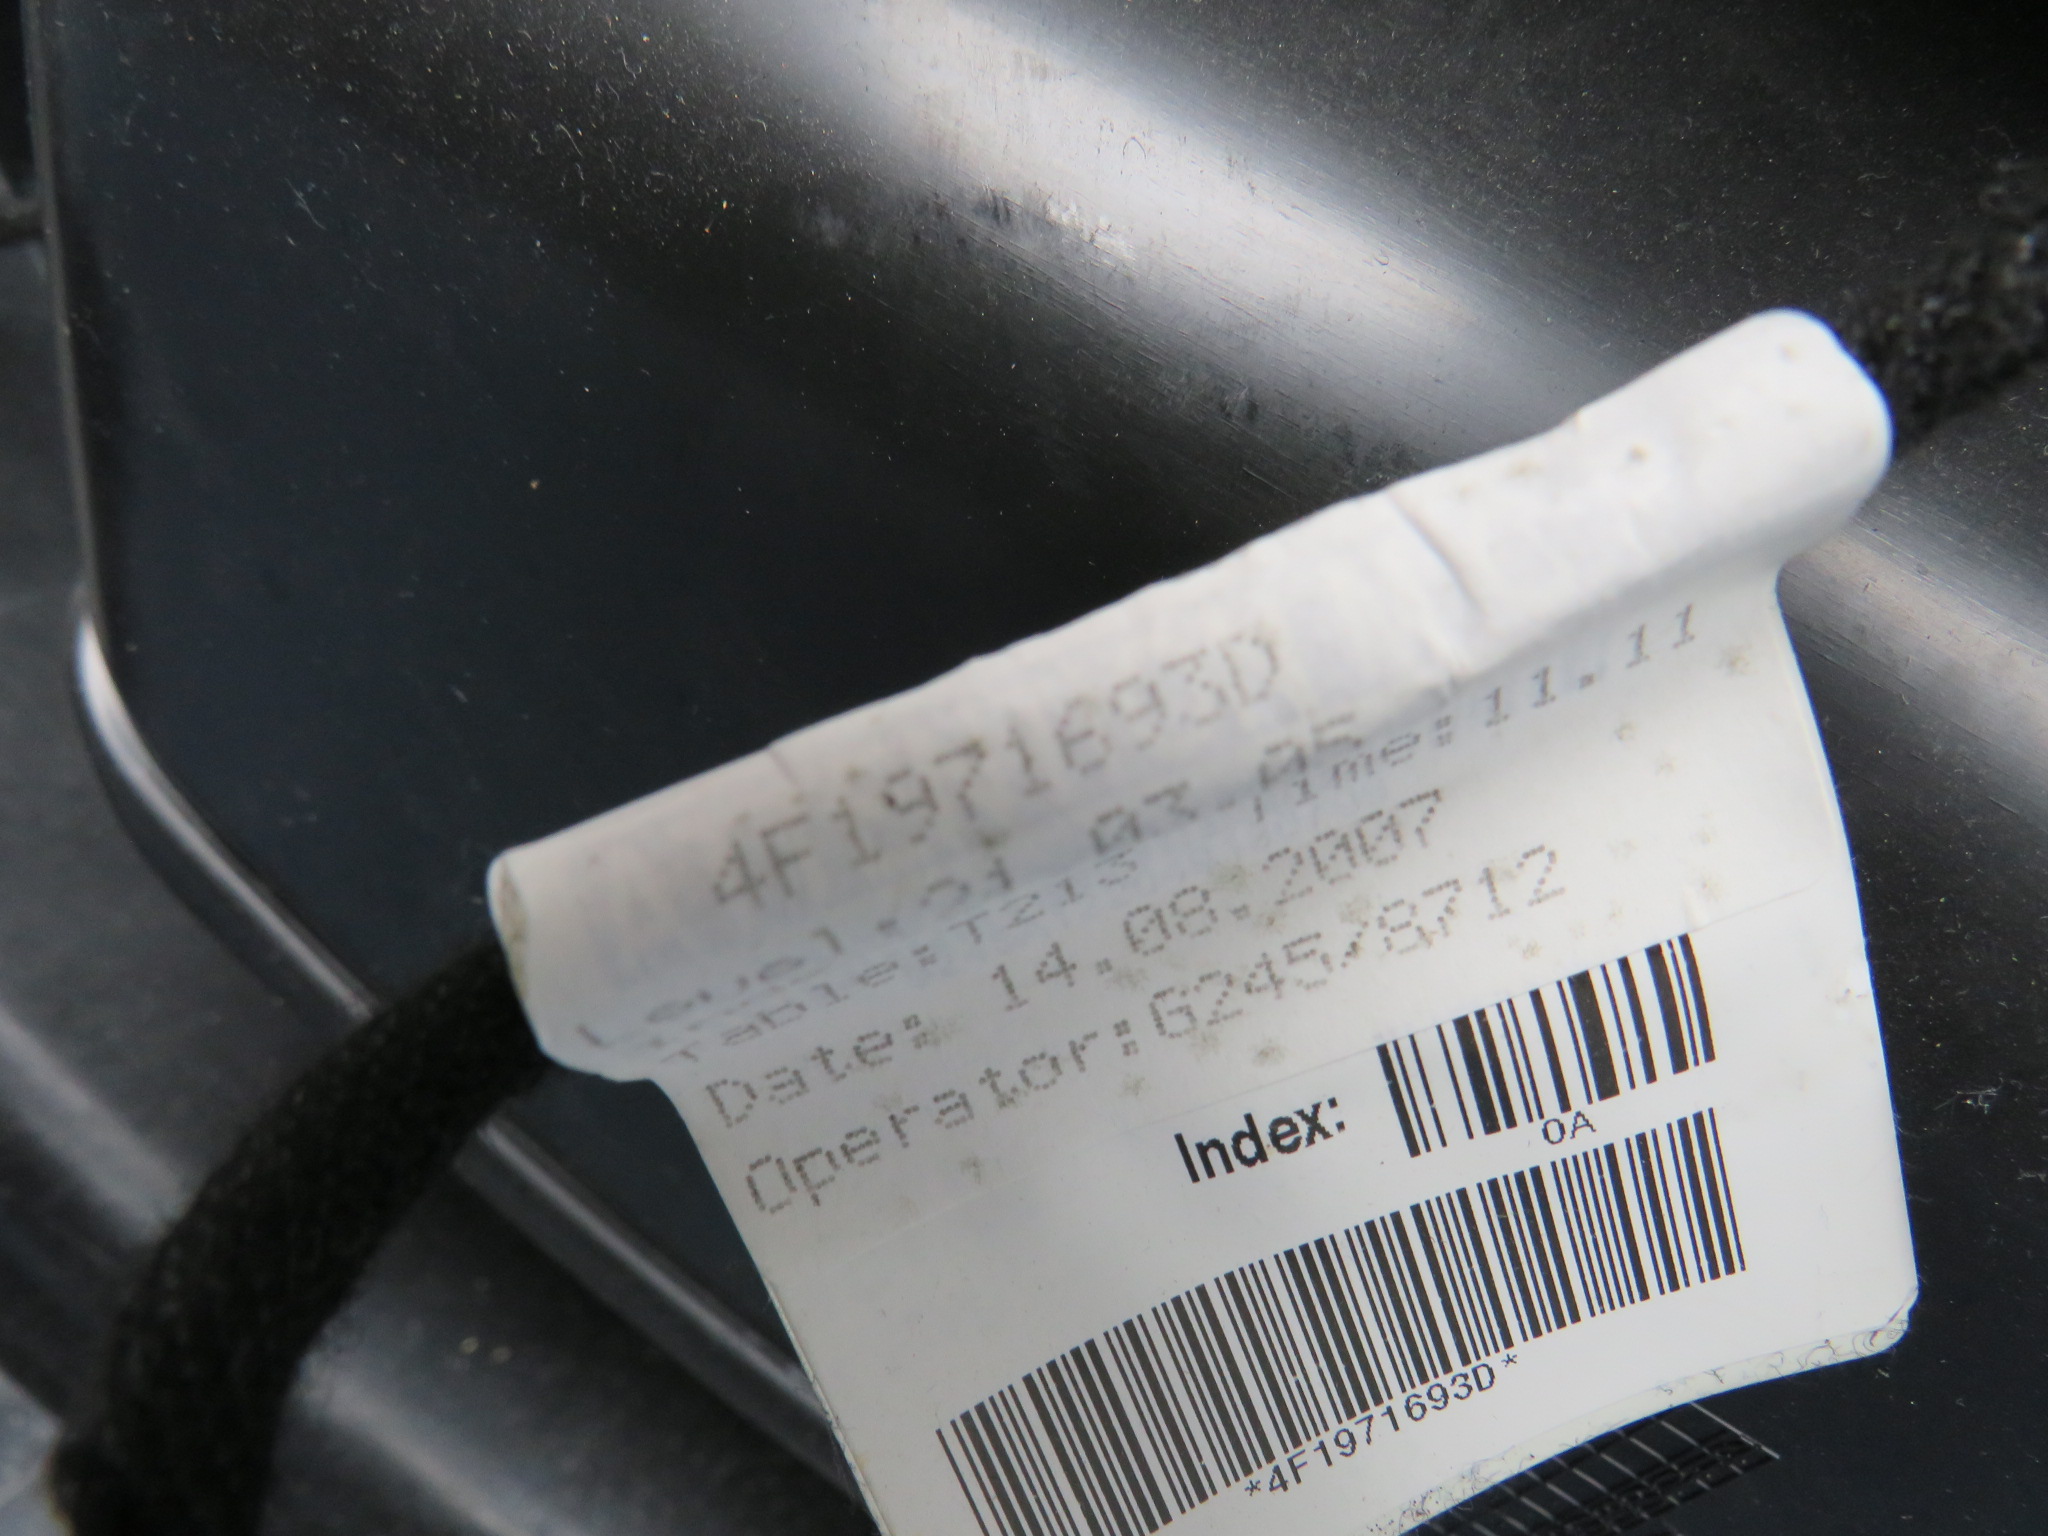 4F1971693D
Level:21.03.05
Table:T213 Time:11.11
Date: 14.08.2007
Operator:G245/8712
Index:
0A
*4F1971693D*